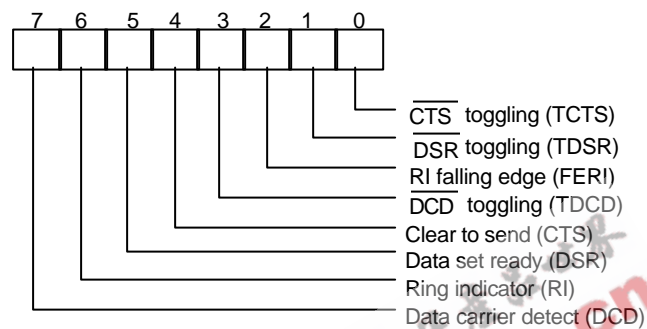 7 6 5 4 3 2 1 0
CTS toggling (TCTS)
DSR toggling (TDSR)
RI falling edge (FERI)
DCD toggling (TDCD)
Clear to send (CTS)
Data set ready (DSR)
Ring indicator (RI)
Data carrier detect (DCD)